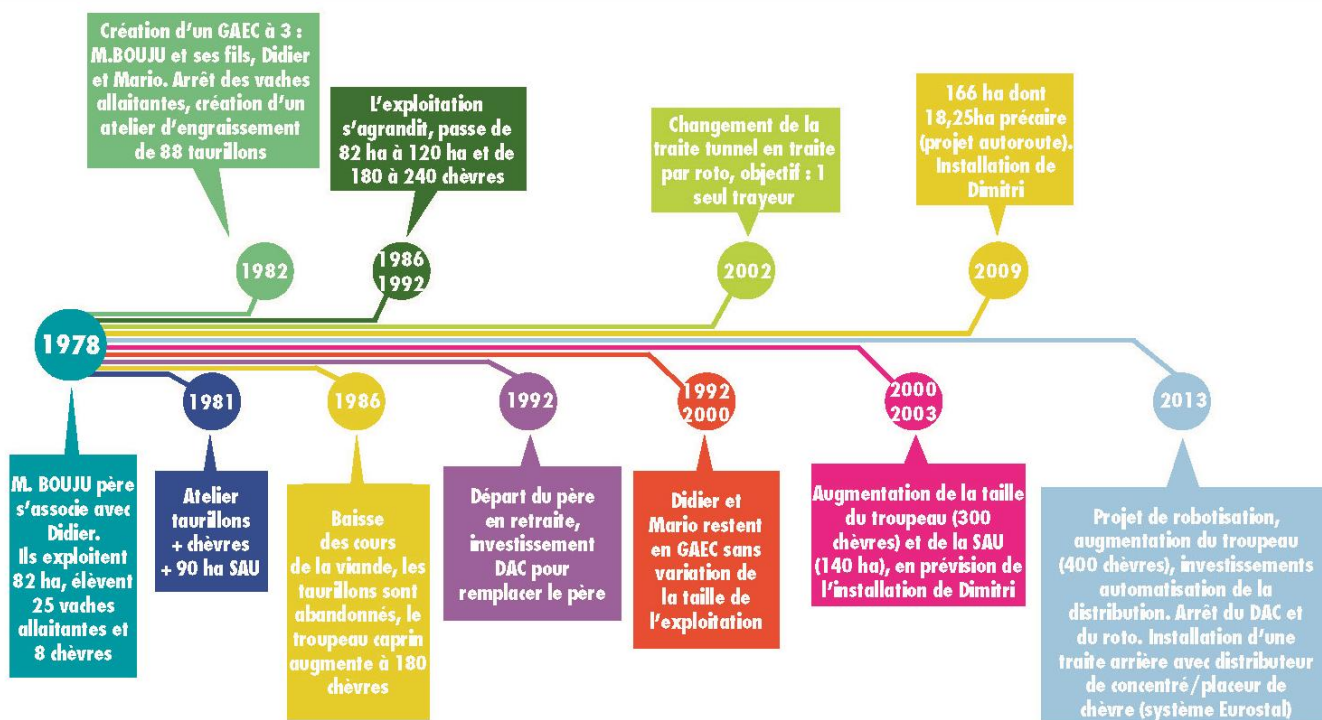 Création d'un GAEC à 3 :
M.BOUJU et ses fils, Didier
et Mario. Arrêt des vaches
allaitantes, création d'un
atelier d'engraissement
de 88 taurillons
L'exploitation
s'agrandit, passe de
82 ha à 120 ha et de
180 à 240 chèvres
Changement de la
traite tunnel en traite
par roto, objectif : 1
seul trayeur
166 ha dont
18,25ha précaire
(projet autoroute).
Installation de
Dimitri
1982
1986
1992
2002
2009
1978
1981
1986
1992
1992
2000
2000
2003
2013
M. BOUJU père
s'associe avec
Didier.
Ils exploitent
82 ha, élèvent
25 vaches
allaitantes et
8 chèvres
Atelier
taurillons
+ chèvres
+ 90 ha SAU
Baisse
des cours
de la viande, les
taurillons sont
abandonnés, le
troupeau caprin
augmente à 180
chèvres
Départ du père
en retraite,
investissement
DAC pour
remplacer le père
Didier et
Mario restent
en GAEC sans
variation de
la taille de
l'exploitation
Augmentation de la taille
du troupeau (300
chèvres) et de la SAU
(140 ha), en prévision de
l'installation de Dimitri
Projet de robotisation,
augmentation du troupeau
(400 chèvres), investissements
automatisation de la
distribution. Arrêt du DAC et
du roto. Installation d'une
traite arrière avec distributeur
de concentré/placeur de
chèvre (système Eurostal)